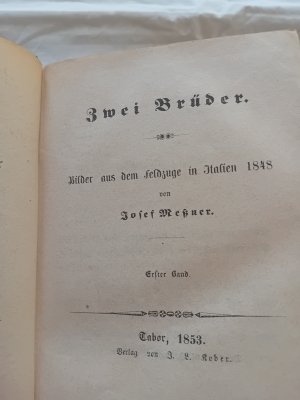 Zwei Brüder.
Bilder aus dem Feldzuge in Italien 1848
von
Josef Meßner.
Erster Band.
Tabor, 1853.
Verlag von J. L. Kober.